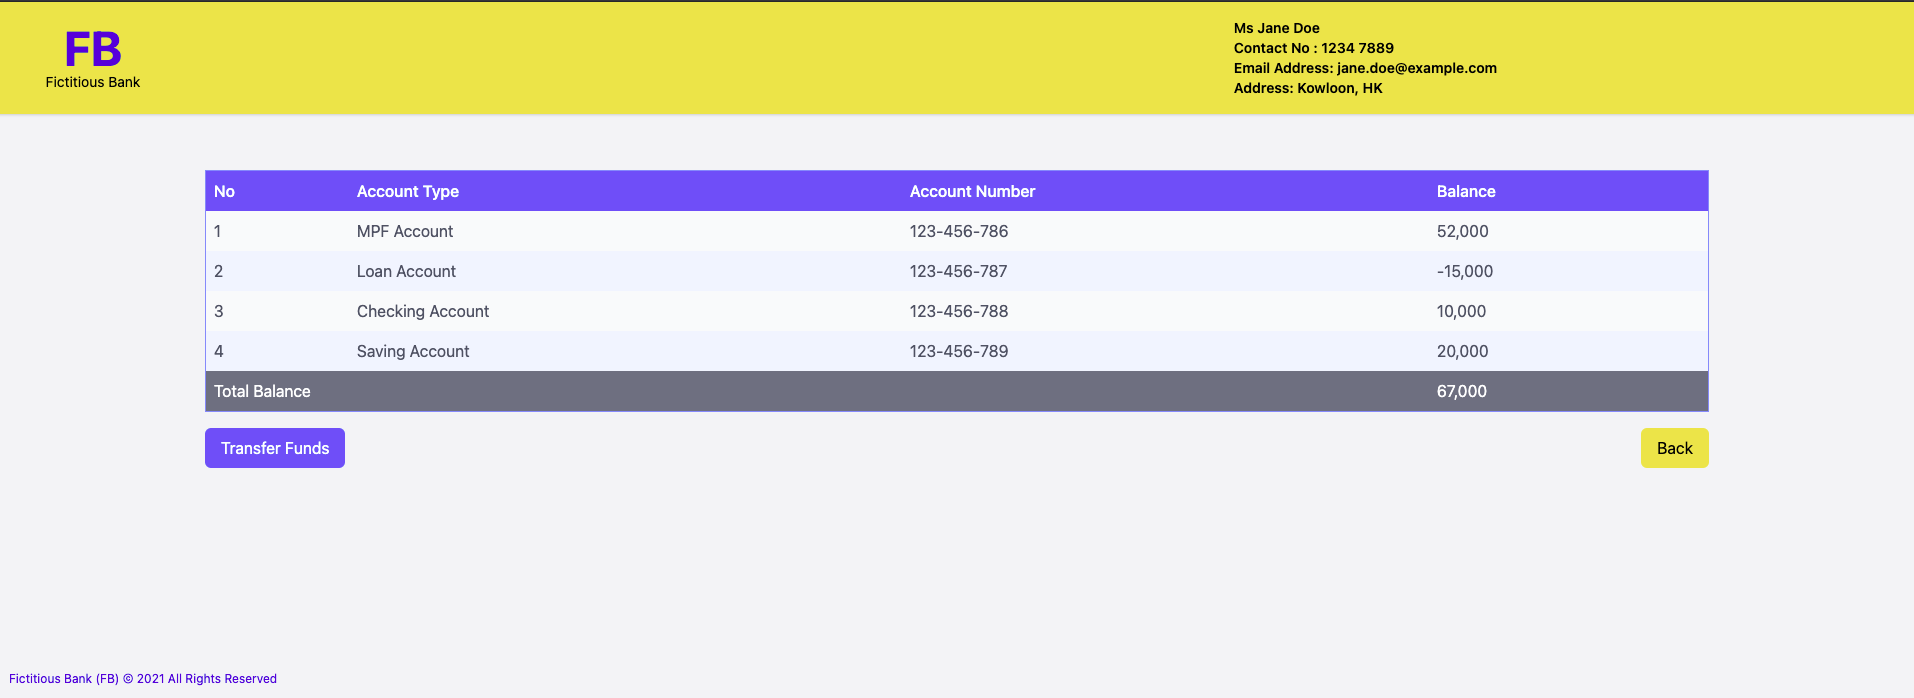 FB
Fictitious Bank
Ms Jane Doe
Contact No : 1234 7889
Email Address: jane.doe@example.com
Address: Kowloon, HK
No Account Type Account Number Balance
1 MPF Account 123-456-786 52,000
2 Loan Account 123-456-787 -15,000
3 Checking Account 123-456-788 10,000
4 Saving Account 123-456-789 20,000
Total Balance 67,000
Transfer Funds Back
Fictitious Bank (FB) © 2021 All Rights Reserved